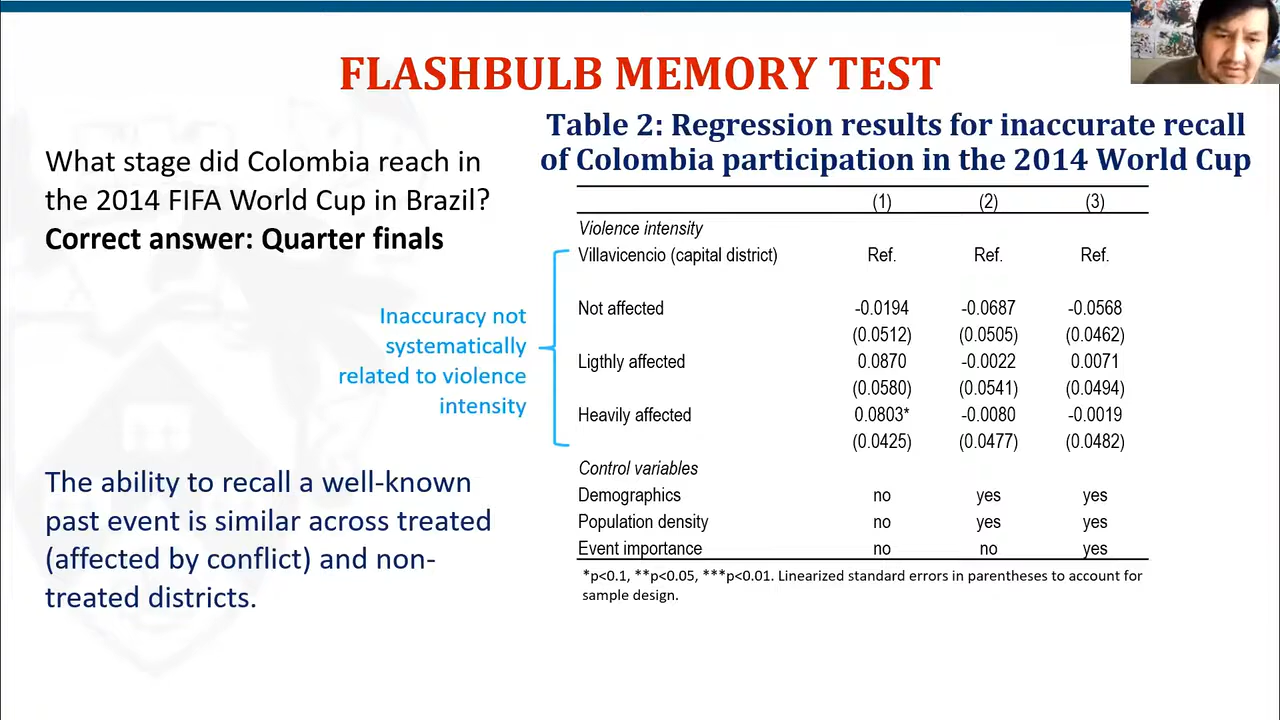 FLASHBULB MEMORY TEST
What stage did Colombia reach in
the 2014 FIFA World Cup in Brazil?
Correct answer: Quarter finals
Inaccuracy not
systematically
related to violence
intensity
The ability to recall a well-known
past event is similar across treated
(affected by conflict) and non-
treated districts.
Table 2: Regression results for inaccurate recall
of Colombia participation in the 2014 World Cup
(1) (2) (3)
Violence intensity
Villavicencio (capital district) Ref. Ref. Ref.
Not affected -0.0194 -0.0687 -0.0568
(0.0512) (0.0505) (0.0462)
Ligthly affected 0.0870 -0.0022 0.0071
(0.0580) (0.0541) (0.0494)
Heavily affected 0.0803* -0.0080 -0.0019
(0.0425) (0.0477) (0.0482)
Control variables
Demographics no yes yes
Population density no yes yes
Event importance no no yes
*p<0.1, **p<0.05, ***p<0.01. Linearized standard errors in parentheses to account for
sample design.